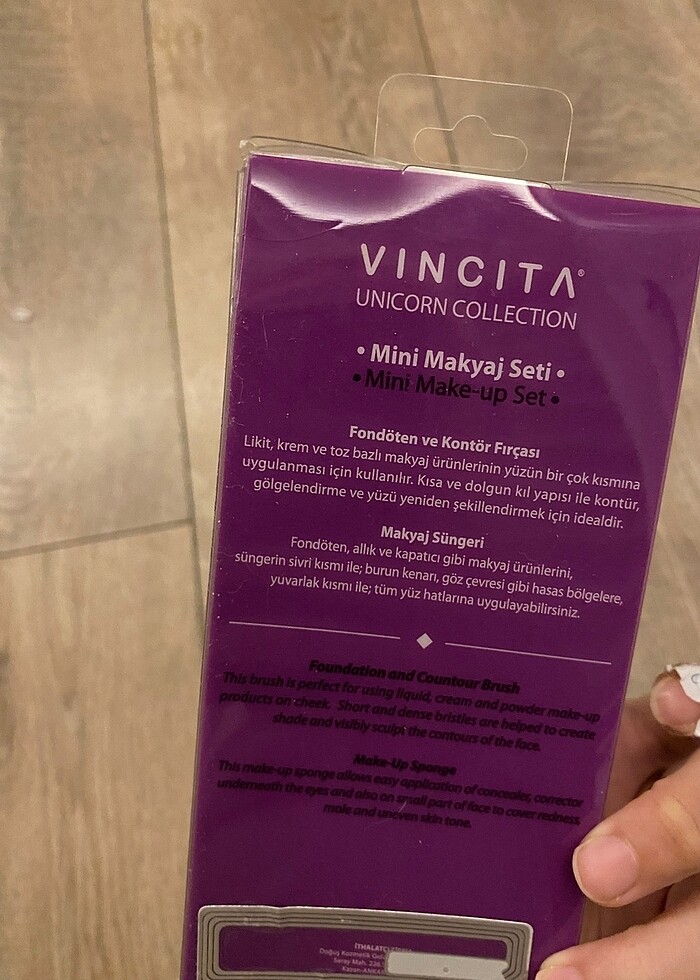 VINCITA®
UNICORN COLLECTION
• Mini Makyaj Seti •
• Mini Make-up Set •
Fondöten ve Kontör Fırçası
Likit, krem ve toz bazlı makyaj ürünlerinin yüzün bir çok kısmına
uygulanması için kullanılır. Kısa ve dolgun kıl yapısı ile kontür,
gölgelendirme ve yüzü yeniden şekillendirmek için idealdir.
Makyaj Süngeri
Fondöten, allık ve kapatıcı gibi makyaj ürünlerini,
süngerin sivri kısmı ile; burun kenarı, göz çevresi gibi hasas bölgelere,
yuvarlak kısmı ile; tüm yüz hatlarına uygulayabilirsiniz.
Foundation and Countour Brush
This brush is perfect for using liquid, cream and powder make-up
products on cheek. Short and dense bristles are helped to create
shade and visibly sculpt the contours of the face.
Make-Up Sponge
This make-up sponge allows easy application of concealer, corrector
underneath the eyes and also on small part of face to cover redness,
mole and uneven skin tone.
Doğuş Kozmetik
Saray Mah.